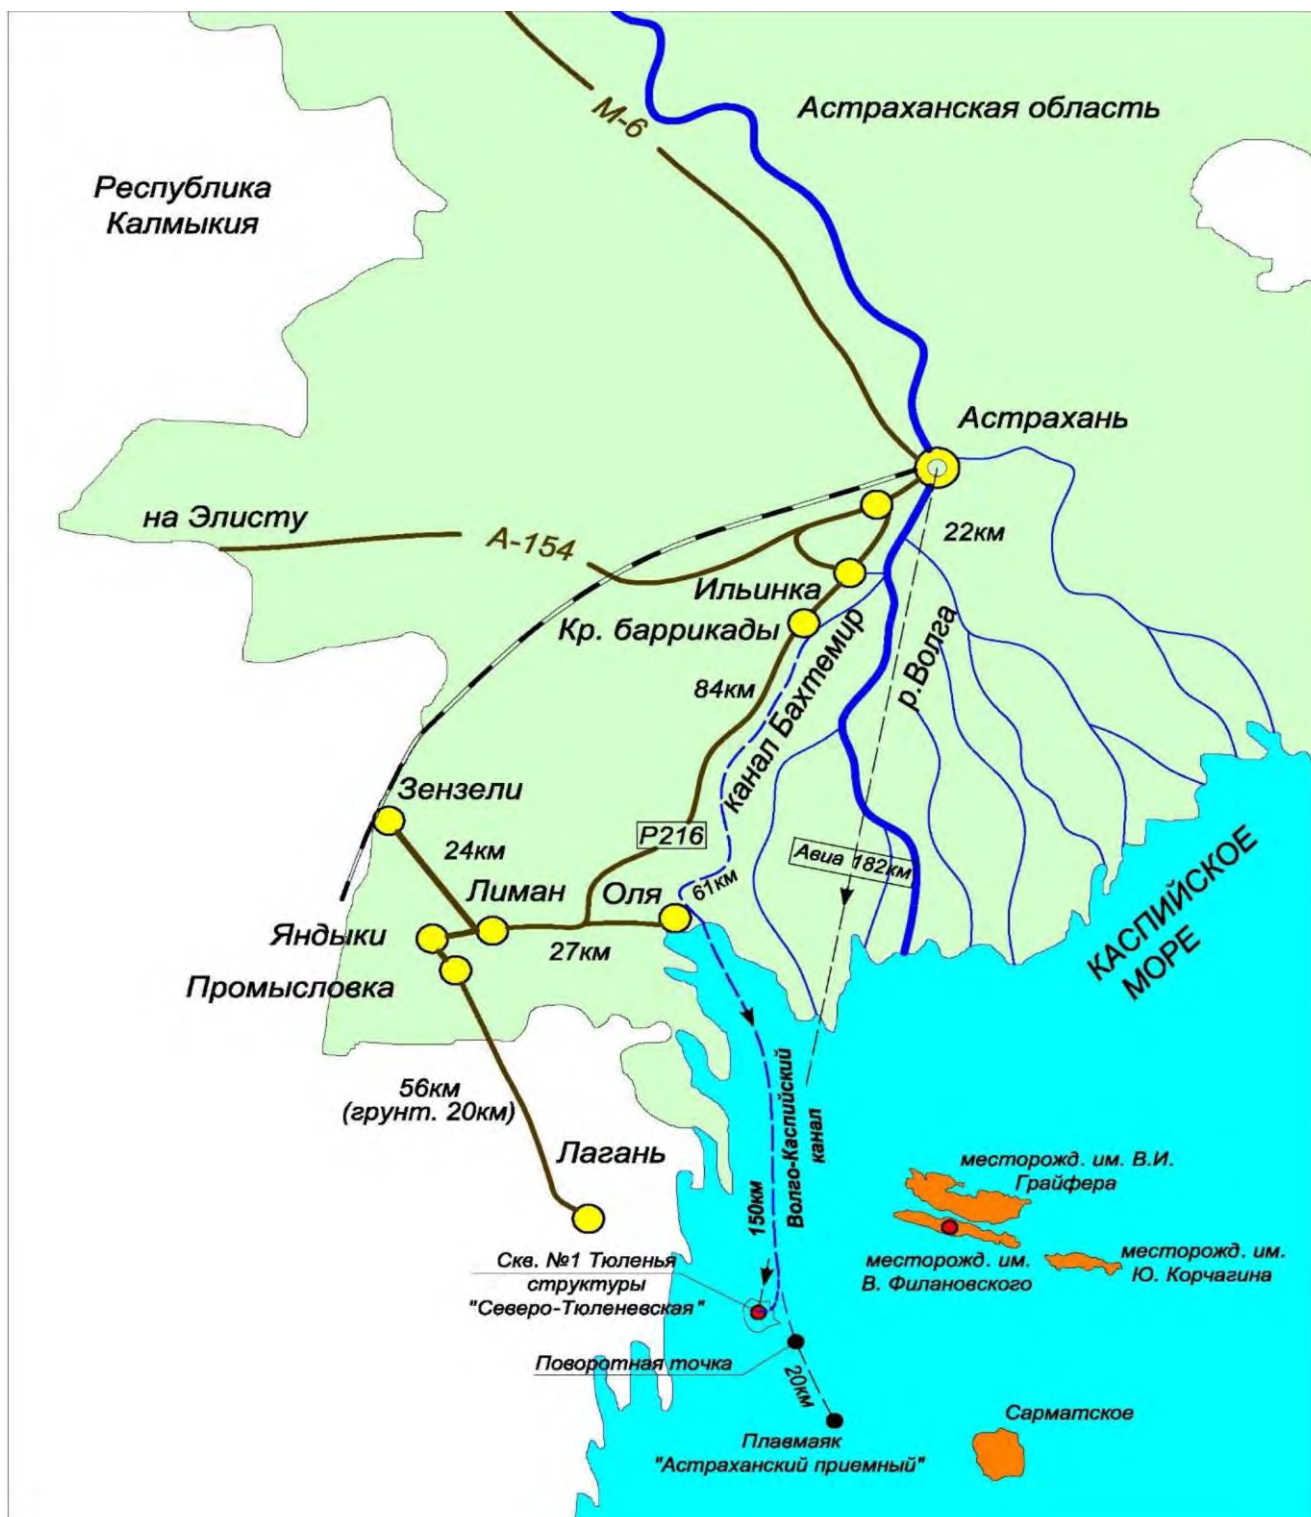 М-6
Астраханская область
Республика
Калмыкия
Астрахань
на Элисту
А-154
22км
Ильинка
Кр. баррикады
84км
канал Бахтемир
р.Волга
Зензели
24км
Р216
Авиа 182км
61км
Лиман
Оля
Яндыки
27км
Промысловка
КАСПИЙСКОЕ
МОРЕ
56км
(грунт. 20км)
Лагань
150км
Волго-Каспийский
канал
месторожд. им. В.И.
Грайфера
месторожд. им.
В. Филановского
месторожд. им.
Ю. Корчагина
Скв. №1 Тюленья
структуры
"Северо-Тюленевская"
Поворотная точка
20км
Плавмаяк
"Астраханский приемный"
Сарматское